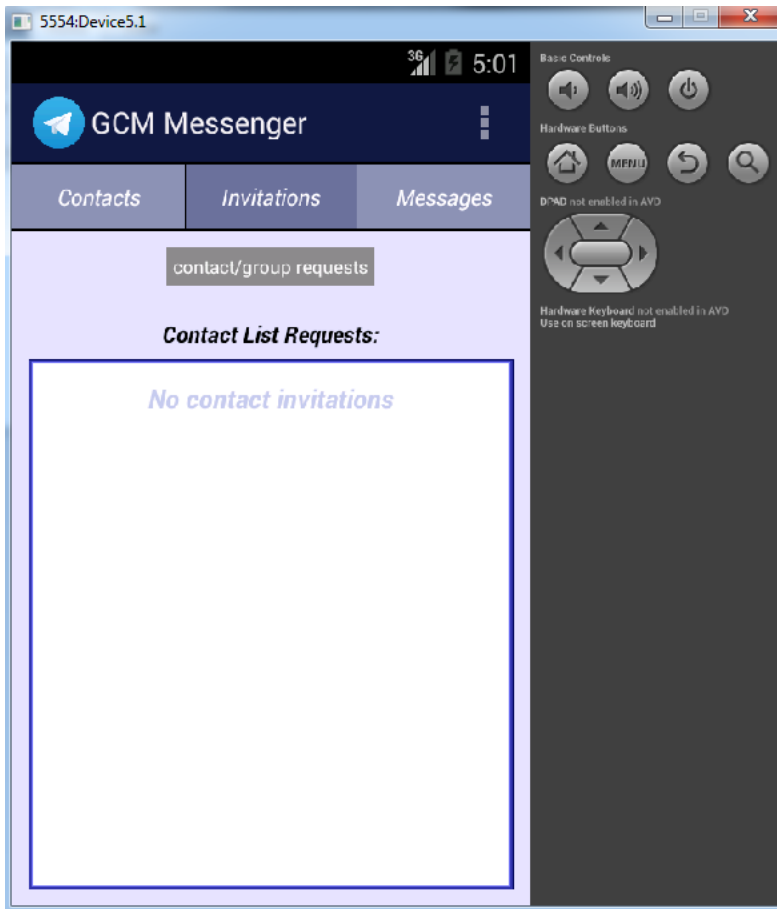 5554:Device5.1
3G 5:01
GCM Messenger
Contacts Invitations Messages
contact/group requests
Contact List Requests:
No contact invitations
Basic Controls
Hardware Buttons
MENU
DPAD not enabled in AVD
Hardware Keyboard not enabled in AVD
Use on screen keyboard